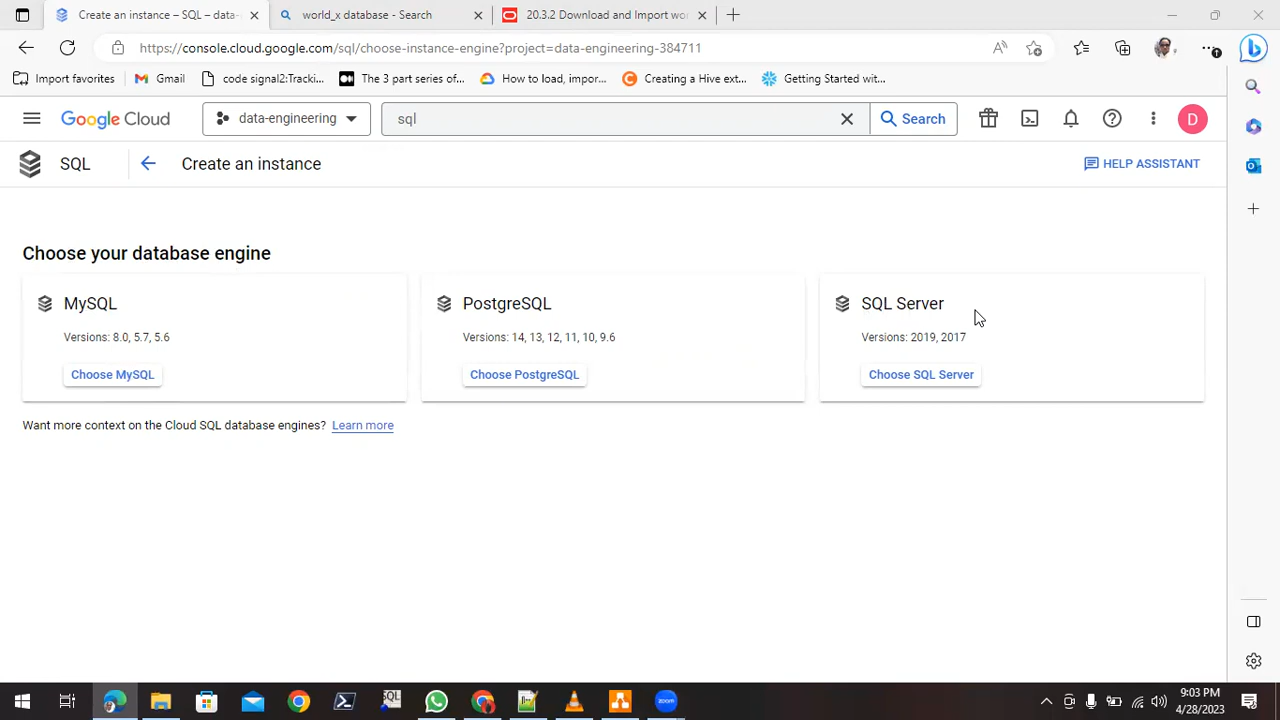 Create an instance – SQL – data-
world_x database - Search
20.3.2 Download and Import wor
https://console.cloud.google.com/sql/choose-instance-engine?project=data-engineering-384711
Import favorites
Gmail
code signal2:Tracki...
The 3 part series of...
How to load, impor...
Creating a Hive ext...
Getting Started wit...
Google Cloud
data-engineering
sql
Search
D
SQL
Create an instance
HELP ASSISTANT
Choose your database engine
MySQL
Versions: 8.0, 5.7, 5.6
Choose MySQL
PostgreSQL
Versions: 14, 13, 12, 11, 10, 9.6
Choose PostgreSQL
SQL Server
Versions: 2019, 2017
Choose SQL Server
Want more context on the Cloud SQL database engines? Learn more
SQL
zoom
9:03 PM
4/28/2023